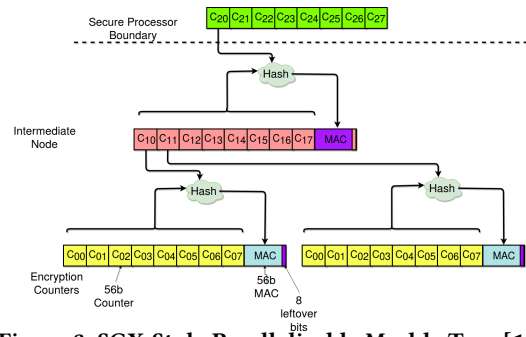 C20 C21 C22 C23 C24 C25 C26 C27
Secure Processor
Boundary
Hash
Intermediate
Node
C10 C11 C12 C13 C14 C15 C16 C17 MAC
Hash
Hash
C00 C01 C02 C03 C04 C05 C06 C07 MAC
C00 C01 C02 C03 C04 C05 C06 C07 MAC
Encryption
Counters
56b
Counter
56b
MAC
8
leftover
bits